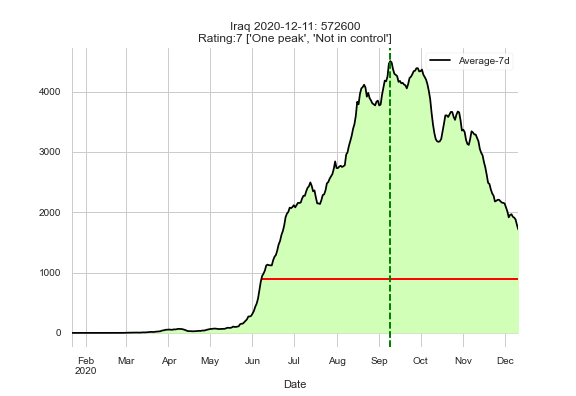 Iraq 2020-12-11: 572600
Rating:7 ['One peak', 'Not in control']
Average-7d
4000
3000
2000
1000
0
Feb Mar Apr May Jun Jul Aug Sep Oct Nov Dec
2020
Date